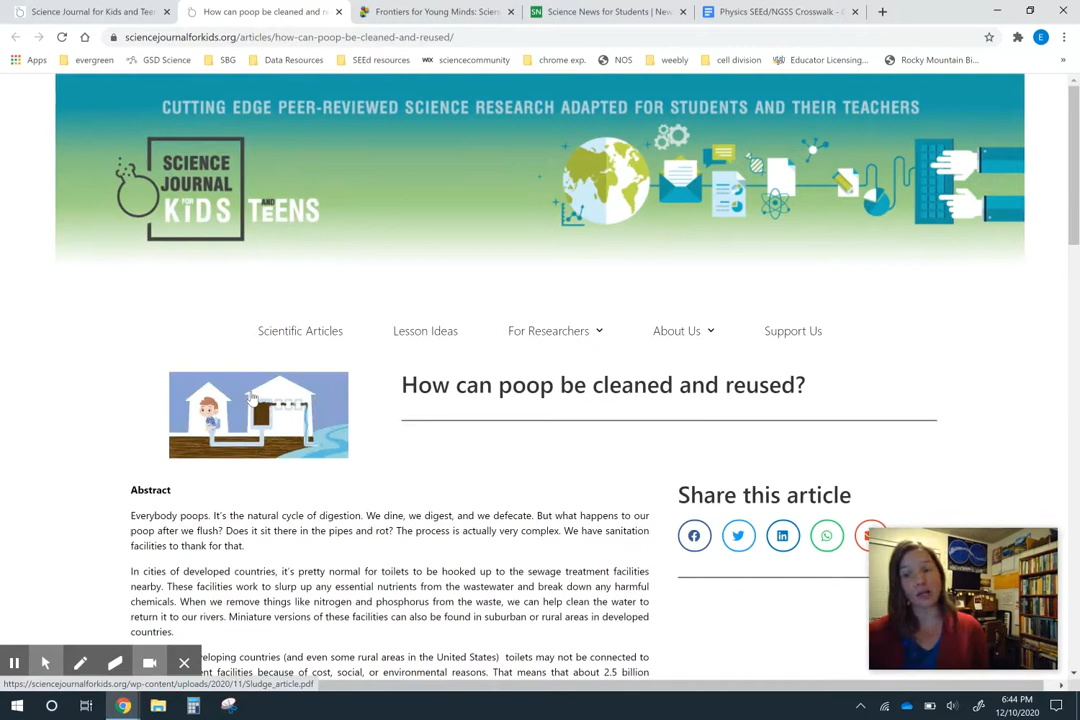 Science Journal for Kids and Teen
How can poop be cleaned and re
Frontiers for Young Minds: Scien
Science News for Students | New
Physics SEEd/NGSS Crosswalk - G
sciencejournalforkids.org/articles/how-can-poop-be-cleaned-and-reused/
E
Apps
evergreen
GSD Science
SBG
Data Resources
SEEd resources
WIX
sciencecommunity
chrome exp.
NOS
weebly
cell division
Educator Licensing...
Rocky Mountain Bi...
CUTTING EDGE PEER-REVIEWED SCIENCE RESEARCH ADAPTED FOR STUDENTS AND THEIR TEACHERS
SCIENCE
JOURNAL
FOR KiDS AND TEENS
Scientific Articles
Lesson Ideas
For Researchers
About Us
Support Us
How can poop be cleaned and reused?
Abstract
Share this article
Everybody poops. It's the natural cycle of digestion. We dine, we digest, and we defecate. But what happens to our
poop after we flush? Does it sit there in the pipes and rot? The process is actually very complex. We have sanitation
facilities to thank for that.
In cities of developed countries, it's pretty normal for toilets to be hooked up to the sewage treatment facilities
nearby. These facilities work to slurp up any essential nutrients from the wastewater and break down any harmful
chemicals. When we remove things like nitrogen and phosphorus from the waste, we can help clean the water to
return it to our rivers. Miniature versions of these facilities can also be found in suburban or rural areas in developed
countries.
veloping countries (and even some rural areas in the United States) toilets may not be connected to
nt facilities because of cost, social, or environmental reasons. That means that about 2.5 billion
https://sciencejournalforkids.org/wp-content/uploads/2020/11/Sludge_article.pdf
6:44 PM
12/10/2020